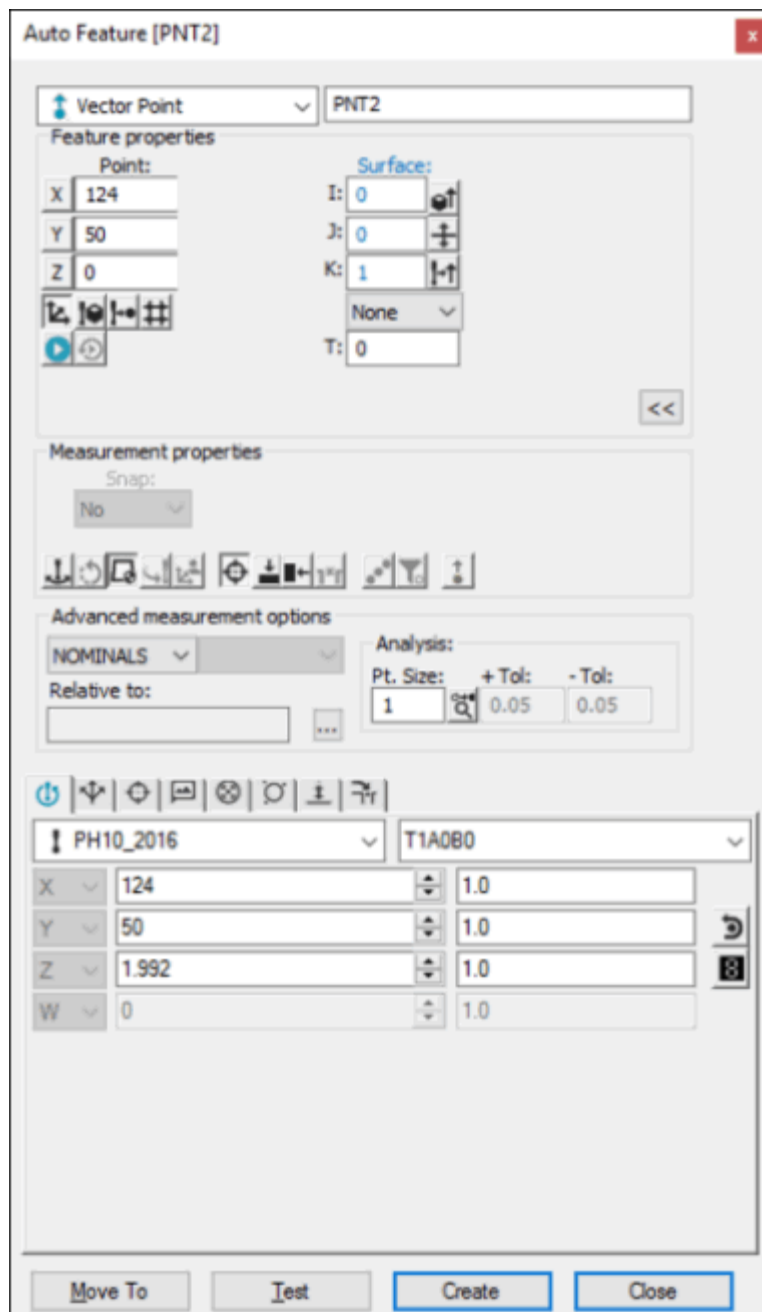 Auto Feature [PNT2]
x
Vector Point PNT2
Feature properties
Point: Surface:
X 124 I: 0
Y 50 J: 0
Z 0 K: 1
None
T: 0
<<
Measurement properties
Snap:
No
Advanced measurement options
NOMINALS
Analysis:
Pt. Size: + Tol: - Tol:
1 0.05 0.05
Relative to:
...
PH10_2016 T1A0B0
X 124 1.0
Y 50 1.0
Z 1.992 1.0
W 0 1.0
Move To Test Create Close